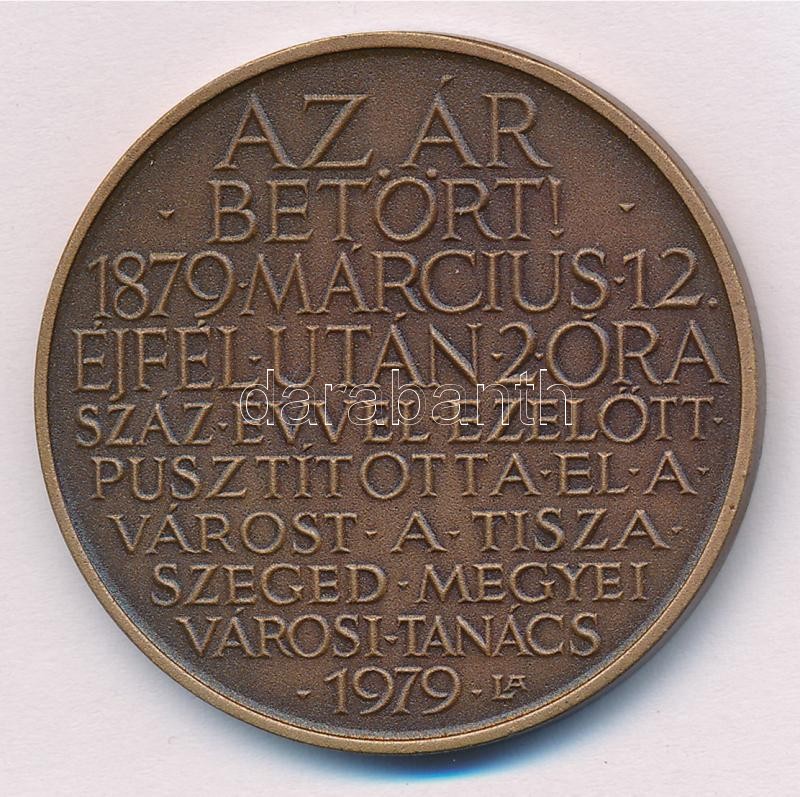 AZ ÁR
· BETÖRT! ·
1879·MÁRCIUS·12.
ÉJFÉL·UTÁN·2·ÓRA
darabanth
SZÁZ·ÉVVEL EZELŐTT·
PUSZTÍTOTTA·EL·A·
VÁROST·A·TISZA·
SZEGED·MEGYEI
VÁROSI·TANÁCS
·1979·LA